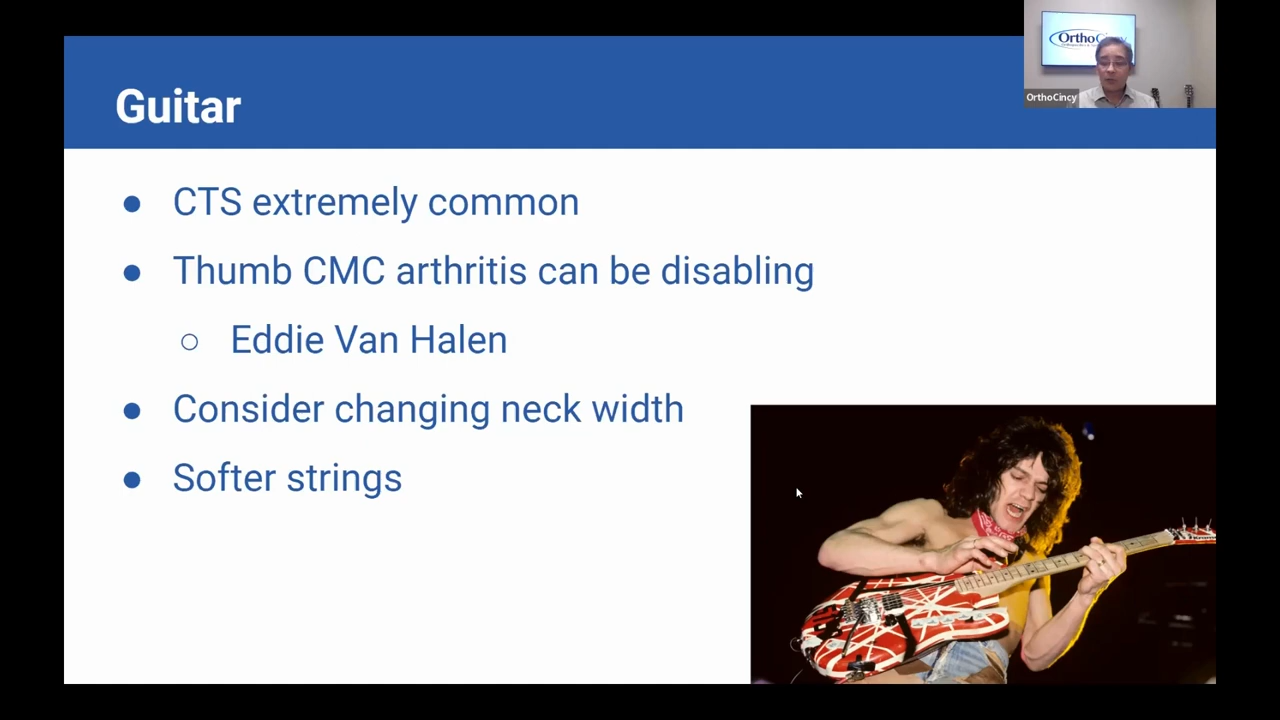 Guitar
OrthoCincy
OrthoCincy
CTS extremely common
Thumb CMC arthritis can be disabling
Eddie Van Halen
Consider changing neck width
Softer strings